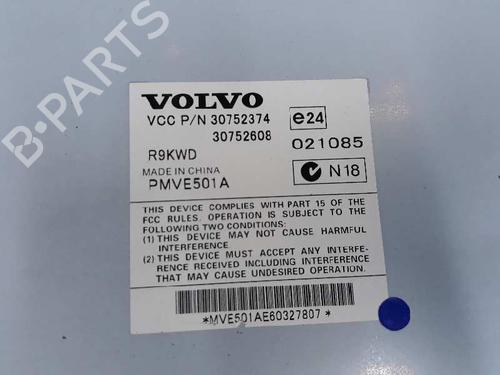 B-PARTS
VOLVO
VCC P/N 30752374
30752608
e24
021085
R9KWD
MADE IN CHINA
PMVE501A
N18
THIS DEVICE COMPLIES WITH PART 15 OF THE
FCC RULES. OPERATION IS SUBJECT TO THE
FOLLOWING TWO CONDITIONS:
(1) THIS DEVICE MAY NOT CAUSE HARMFUL
INTERFERENCE
(2) THIS DEVICE MUST ACCEPT ANY INTERFE-
RENCE RECEIVED INCLUDING INTERFERENCE
THAT MAY CAUSE UNDESIRED OPERATION.
*MVE501AE60327807*